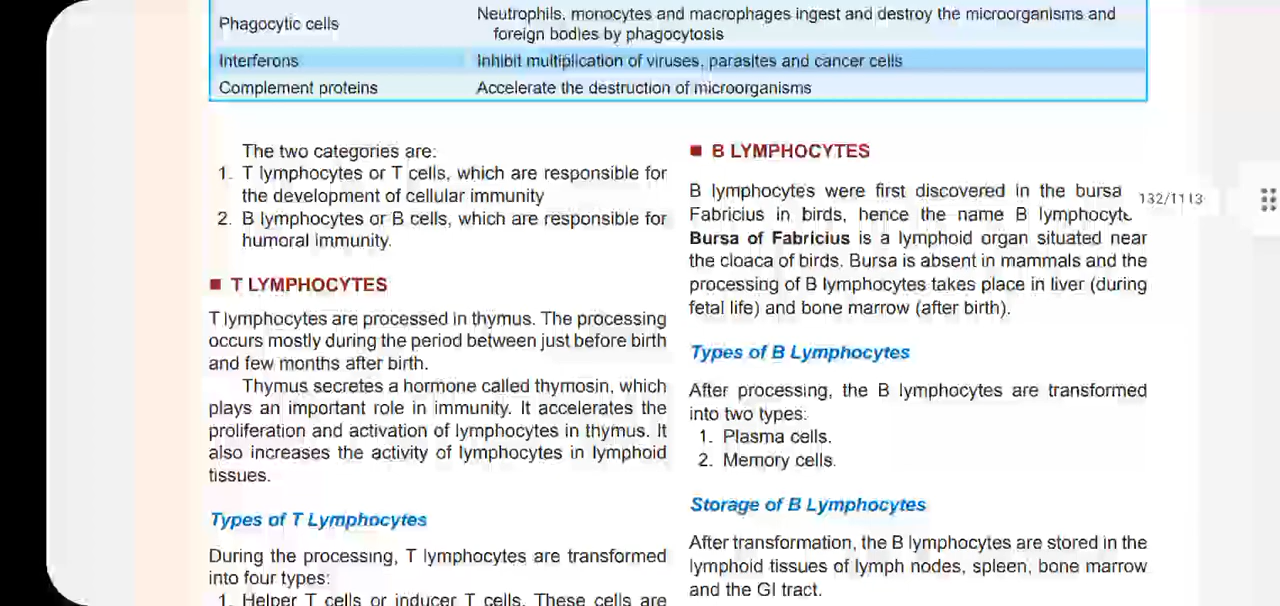 Phagocytic cells
Neutrophils, monocytes and macrophages ingest and destroy the microorganisms and
foreign bodies by phagocytosis
Interferons
Inhibit multiplication of viruses, parasites and cancer cells
Complement proteins
Accelerate the destruction of microorganisms
The two categories are:
1. T lymphocytes or T cells, which are responsible for
the development of cellular immunity
2. B lymphocytes or B cells, which are responsible for
humoral immunity.
■ T LYMPHOCYTES
T lymphocytes are processed in thymus. The processing
occurs mostly during the period between just before birth
and few months after birth.
Thymus secretes a hormone called thymosin, which
plays an important role in immunity. It accelerates the
proliferation and activation of lymphocytes in thymus. It
also increases the activity of lymphocytes in lymphoid
tissues.
Types of T Lymphocytes
During the processing, T lymphocytes are transformed
into four types:
1. Helper T cells or inducer T cells. These cells are
■ B LYMPHOCYTES
B lymphocytes were first discovered in the bursa
Fabricius in birds, hence the name B lymphocyt
Bursa of Fabricius is a lymphoid organ situated near
the cloaca of birds. Bursa is absent in mammals and the
processing of B lymphocytes takes place in liver (during
fetal life) and bone marrow (after birth).
Types of B Lymphocytes
After processing, the B lymphocytes are transformed
into two types:
1. Plasma cells.
2. Memory cells.
Storage of B Lymphocytes
After transformation, the B lymphocytes are stored in the
lymphoid tissues of lymph nodes, spleen, bone marrow
and the GI tract.
132/1113